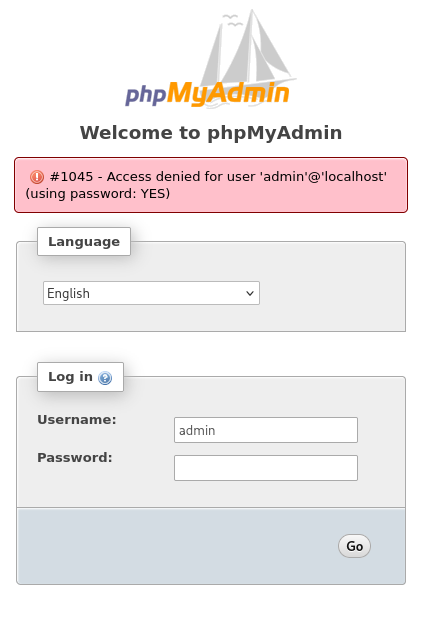 phpMyAdmin
Welcome to phpMyAdmin
#1045 - Access denied for user 'admin'@'localhost'
(using password: YES)
Language
English
Log in
Username:
admin
Password:
Go